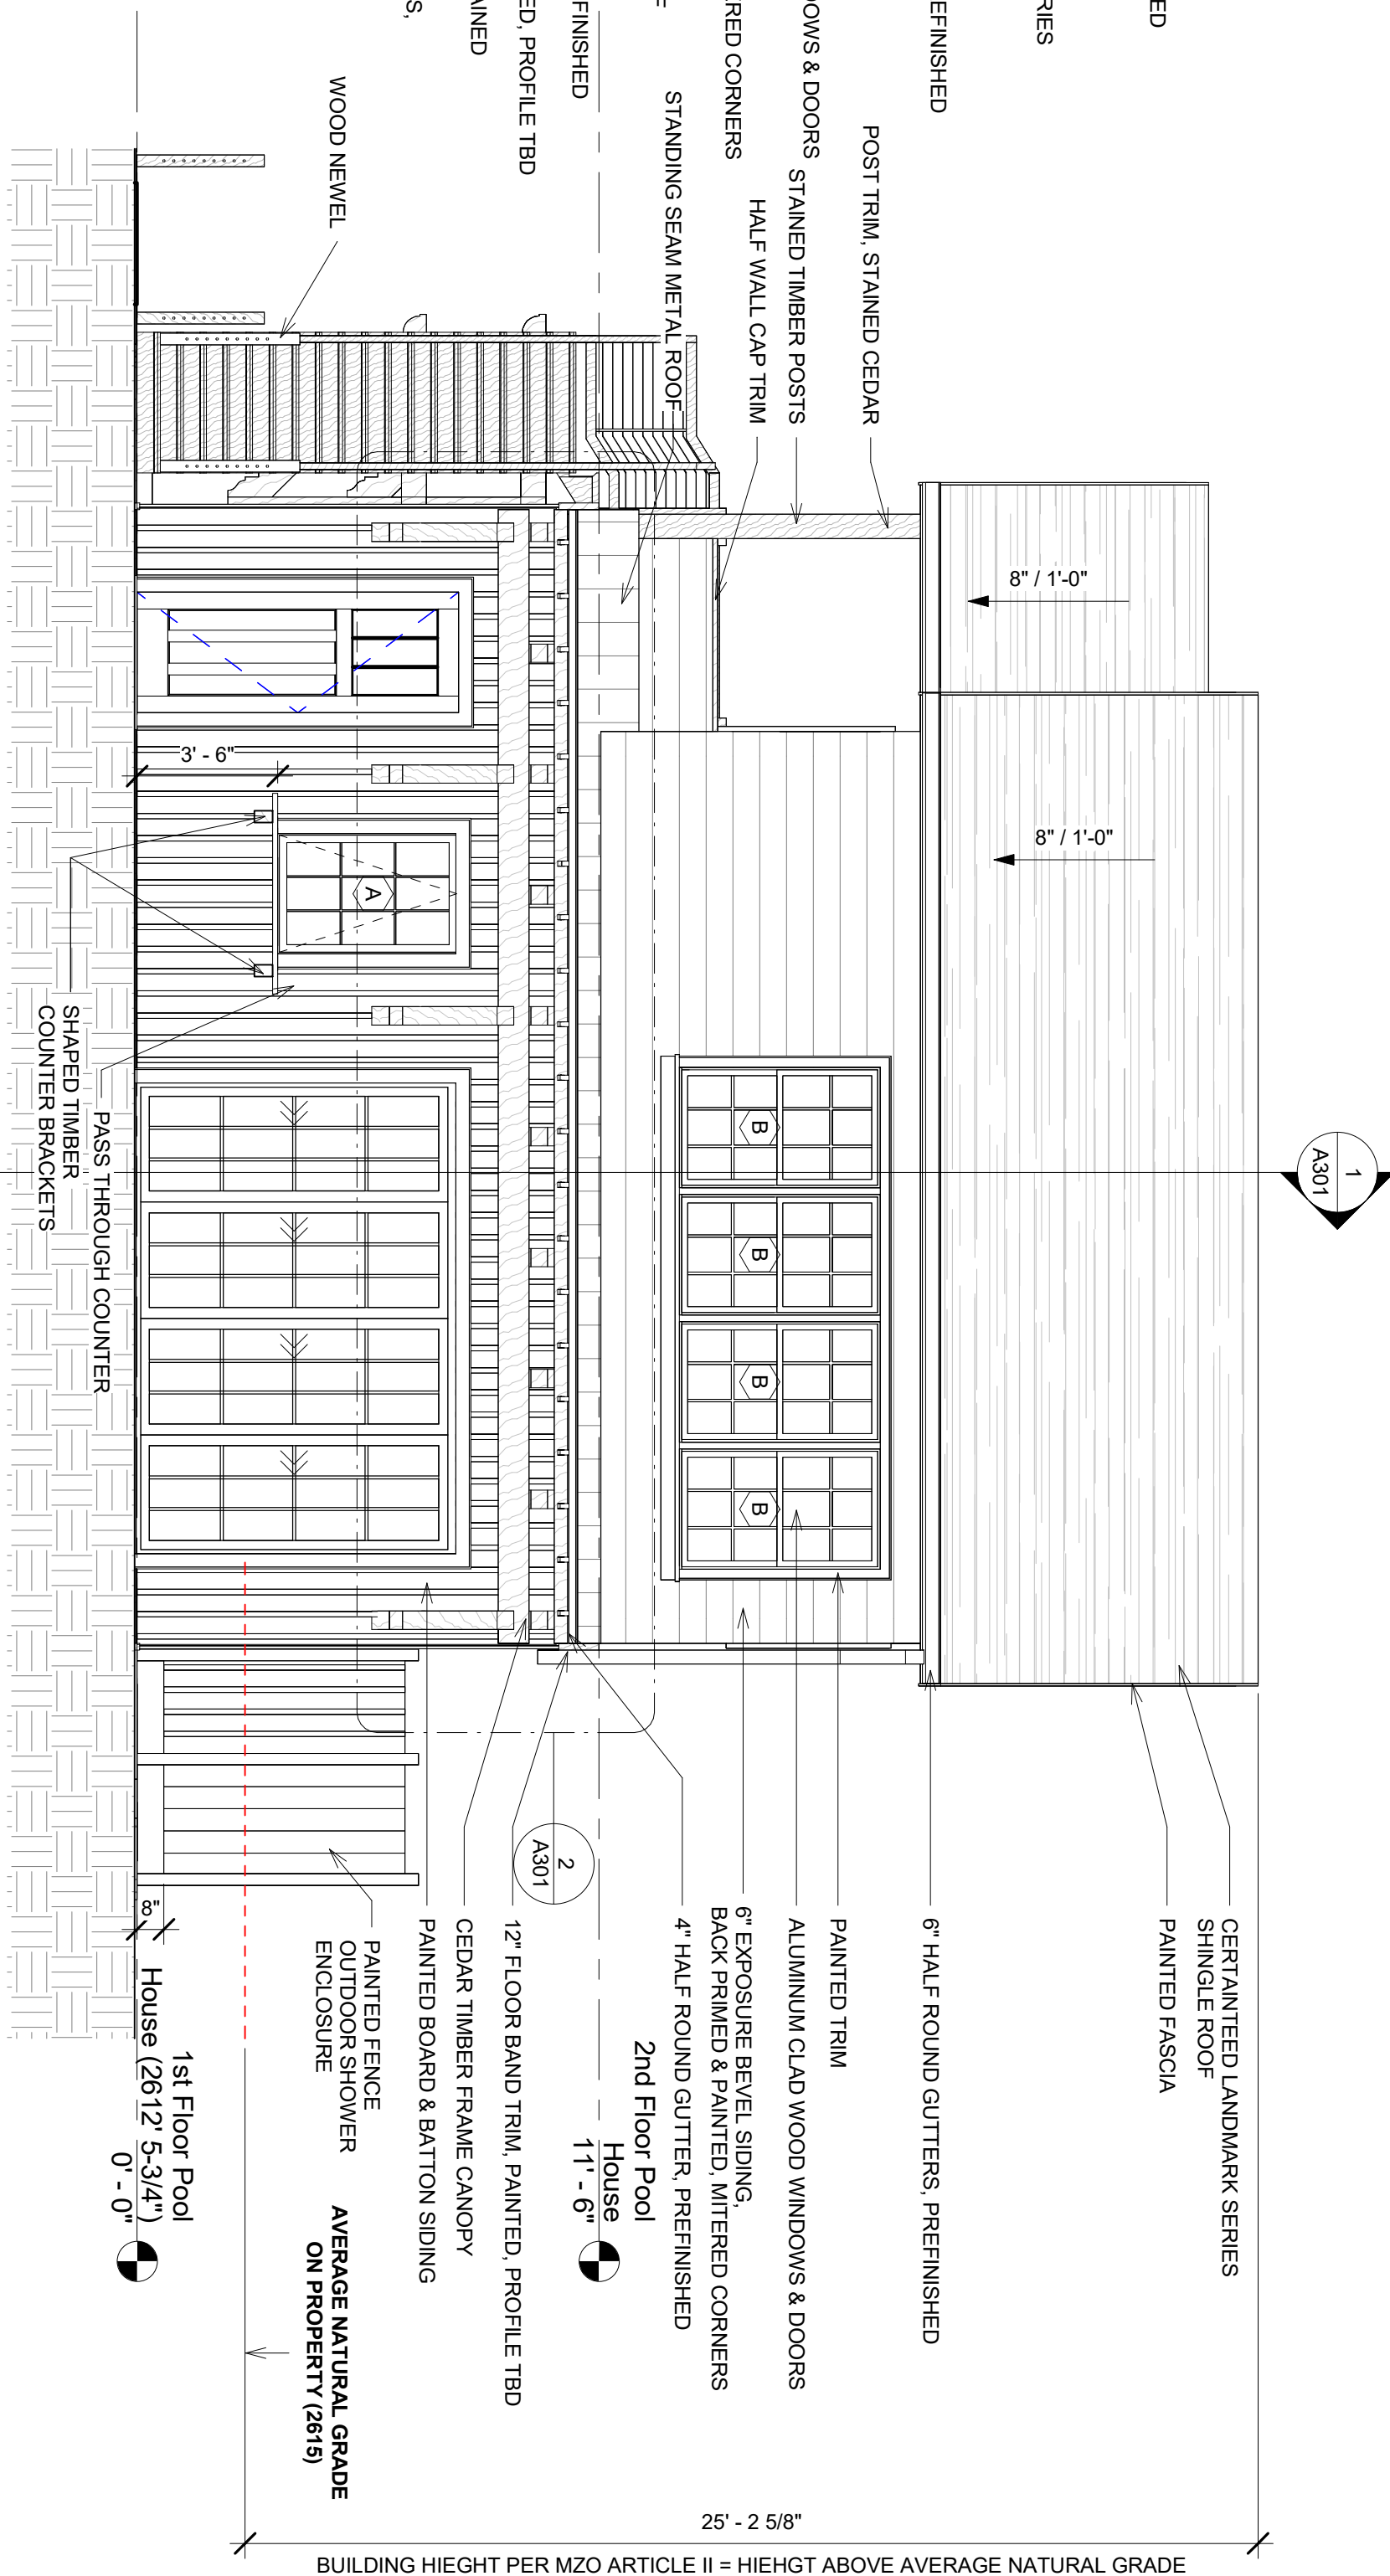 ED
RIES
EFINISHED
POST TRIM, STAINED CEDAR
OWS & DOORS
STAINED TIMBER POSTS
HALF WALL CAP TRIM
RED CORNERS
STANDING SEAM METAL ROOF
F
FINISHED
ED, PROFILE TBD
AINED
S,
WOOD NEWEL
8" / 1'-0"
8" / 1'-0"
3' - 6"
A
B
B
B
B
1
A301
2
A301
SHAPED TIMBER
COUNTER BRACKETS
PASS THROUGH COUNTER
CERTAINTEED LANDMARK SERIES
SHINGLE ROOF
PAINTED FASCIA
6" HALF ROUND GUTTERS, PREFINISHED
PAINTED TRIM
ALUMINUM CLAD WOOD WINDOWS & DOORS
6" EXPOSURE BEVEL SIDING,
BACK PRIMED & PAINTED, MITERED CORNERS
4" HALF ROUND GUTTER, PREFINISHED
2nd Floor Pool
House
11' - 6"
12" FLOOR BAND TRIM, PAINTED, PROFILE TBD
CEDAR TIMBER FRAME CANOPY
PAINTED BOARD & BATTON SIDING
PAINTED FENCE
OUTDOOR SHOWER
ENCLOSURE
8"
1st Floor Pool
House (2612' 5-3/4")
0' - 0"
AVERAGE NATURAL GRADE
ON PROPERTY (2615)
25' - 2 5/8"
BUILDING HIEGHT PER MZO ARTICLE II = HIEHGT ABOVE AVERAGE NATURAL GRADE